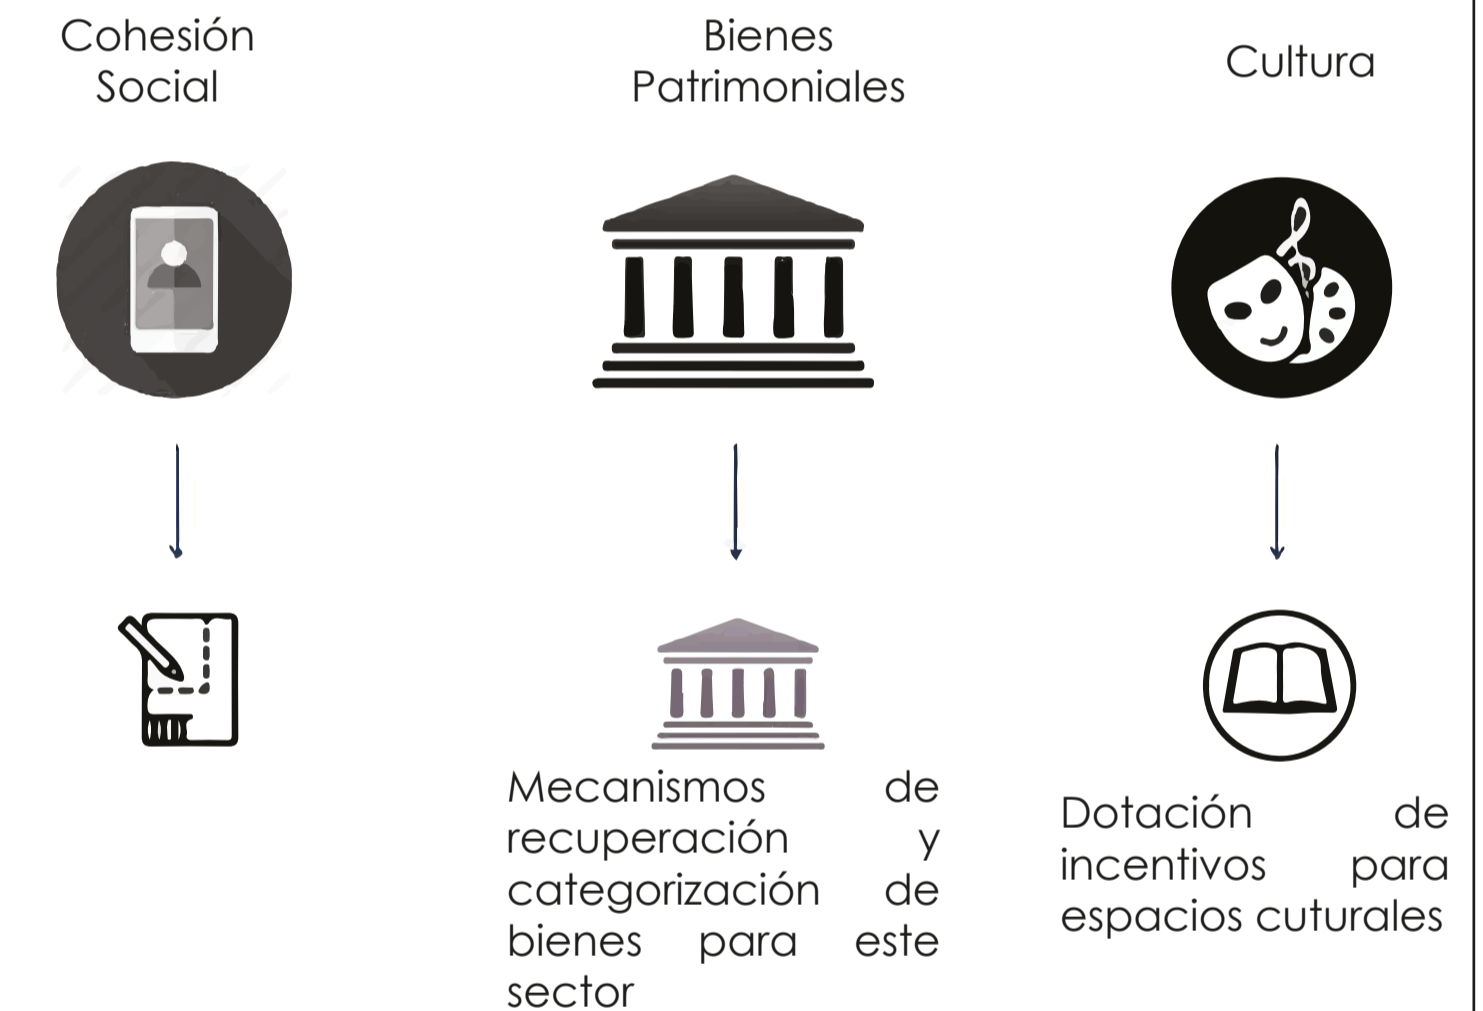 Cohesión
Social
Bienes
Patrimoniales
Cultura
Mecanismos de
recuperación y
categorización de
bienes para este
sector
Dotación de
incentivos para
espacios cuturales